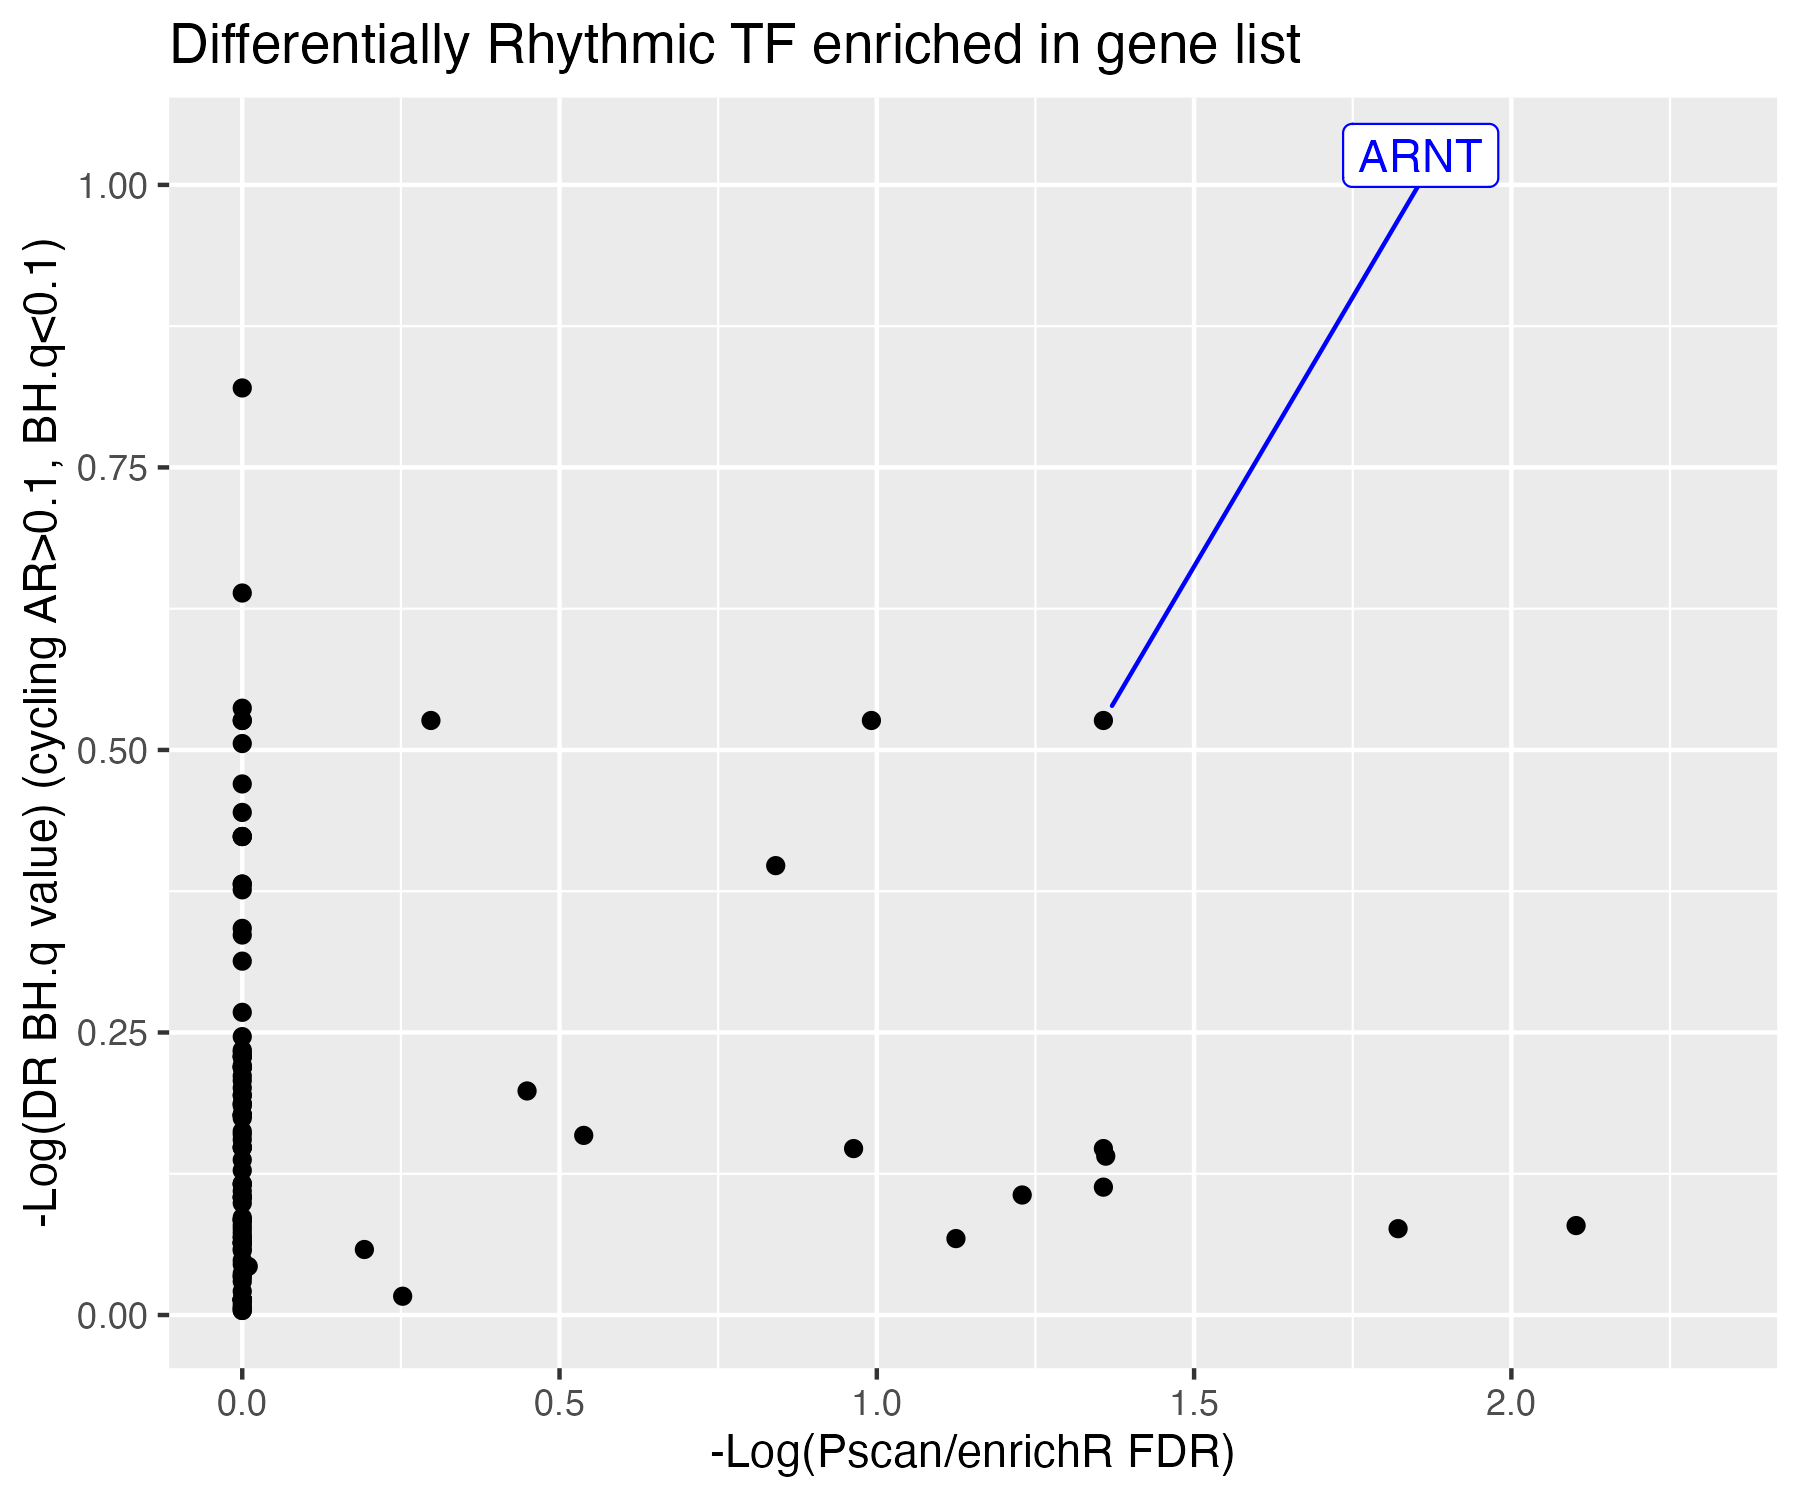 Differentially Rhythmic TF enriched in gene list
ARNT
-Log(DR BH.q value) (cycling AR>0.1, BH.q<0.1)
1.00
0.75
0.50
0.25
0.00
0.0 0.5 1.0 1.5 2.0
-Log(Pscan/enrichR FDR)